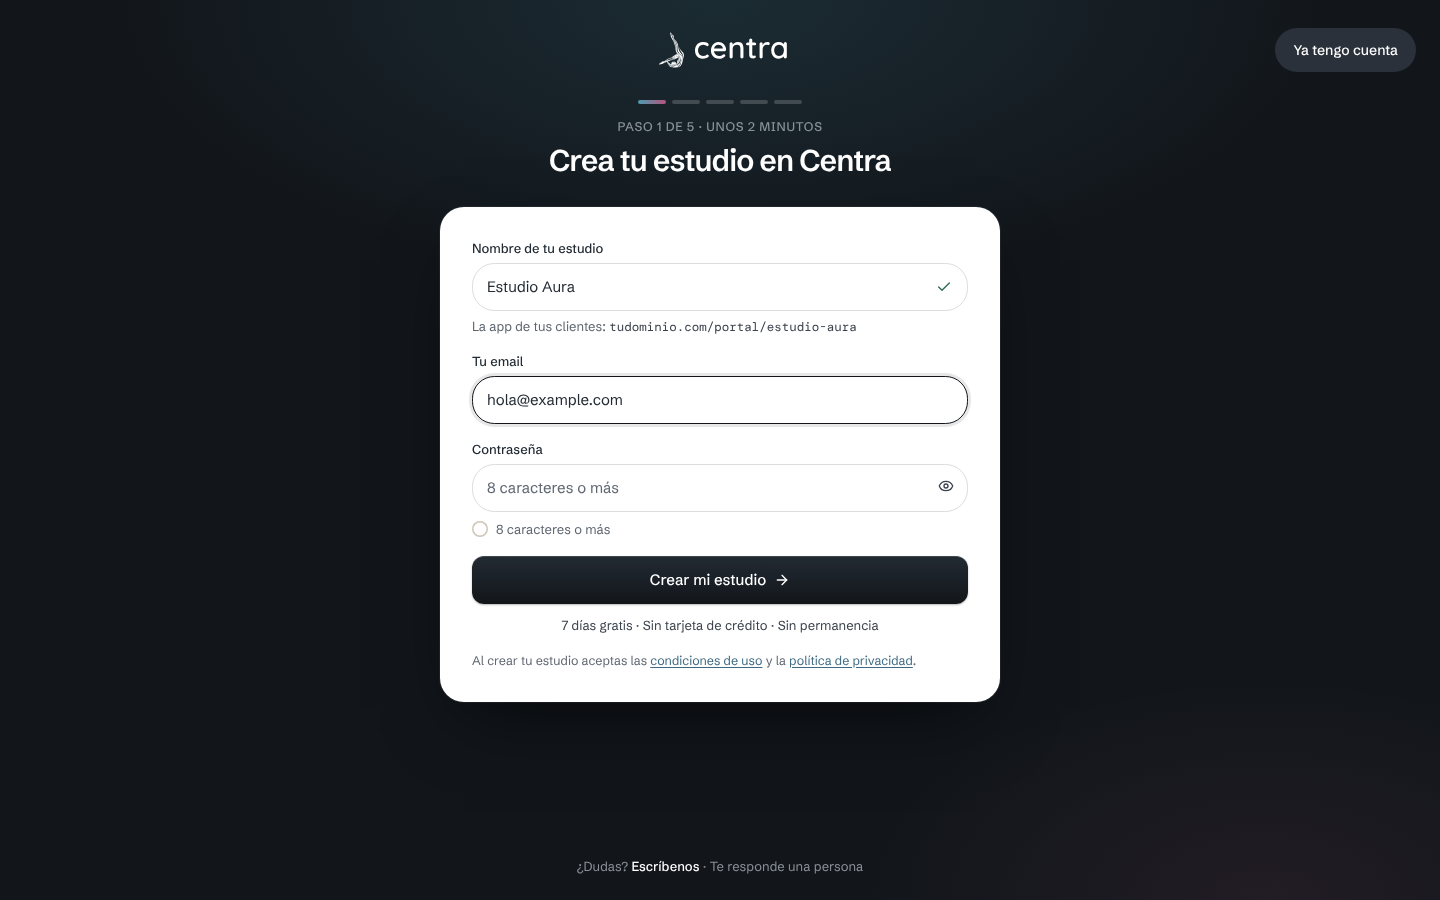 centra
Ya tengo cuenta
PASO 1 DE 5 · UNOS 2 MINUTOS
Crea tu estudio en Centra
Nombre de tu estudio
Estudio Aura
La app de tus clientes: tudominio.com/portal/estudio-aura
Tu email
hola@example.com
Contraseña
8 caracteres o más
8 caracteres o más
Crear mi estudio →
7 días gratis · Sin tarjeta de crédito · Sin permanencia
Al crear tu estudio aceptas las condiciones de uso y la política de privacidad.
¿Dudas? Escríbenos · Te responde una persona